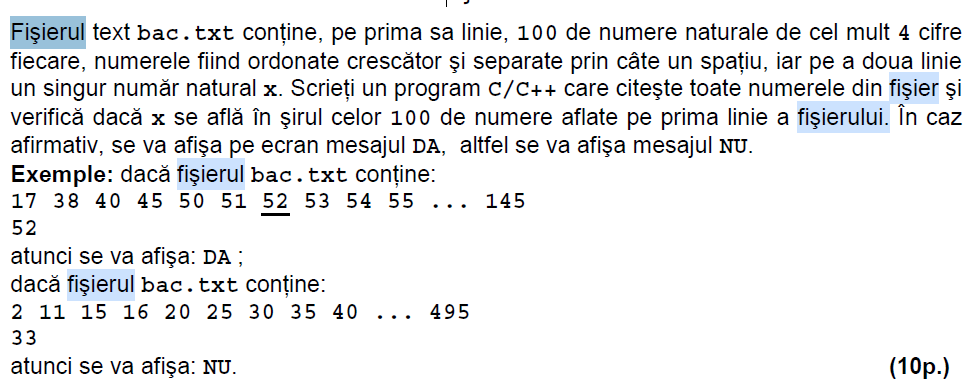 Fişierul text bac.txt conţine, pe prima sa linie, 100 de numere naturale de cel mult 4 cifre
fiecare, numerele fiind ordonate crescător şi separate prin câte un spaţiu, iar pe a doua linie
un singur număr natural x. Scrieţi un program C/C++ care citeşte toate numerele din fişier şi
verifică dacă x se află în şirul celor 100 de numere aflate pe prima linie a fişierului. În caz
afirmativ, se va afişa pe ecran mesajul DA, altfel se va afişa mesajul NU.
Exemple: dacă fişierul bac.txt conţine:
17 38 40 45 50 51 52 53 54 55 ... 145
52
atunci se va afişa: DA ;
dacă fişierul bac.txt conţine:
2 11 15 16 20 25 30 35 40 ... 495
33
atunci se va afişa: NU. (10p.)